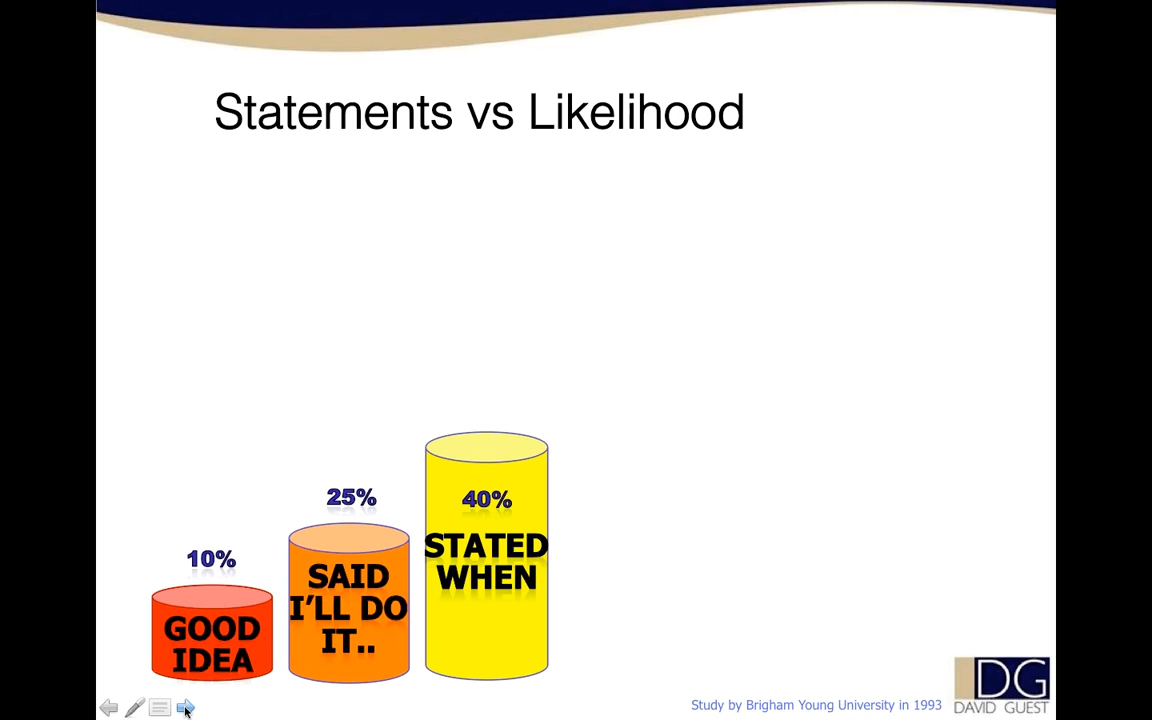 Statements vs Likelihood
10%
GOOD
IDEA
25%
SAID
I’LL DO
IT..
40%
STATED
WHEN
Study by Brigham Young University in 1993
DG
DAVID GUEST